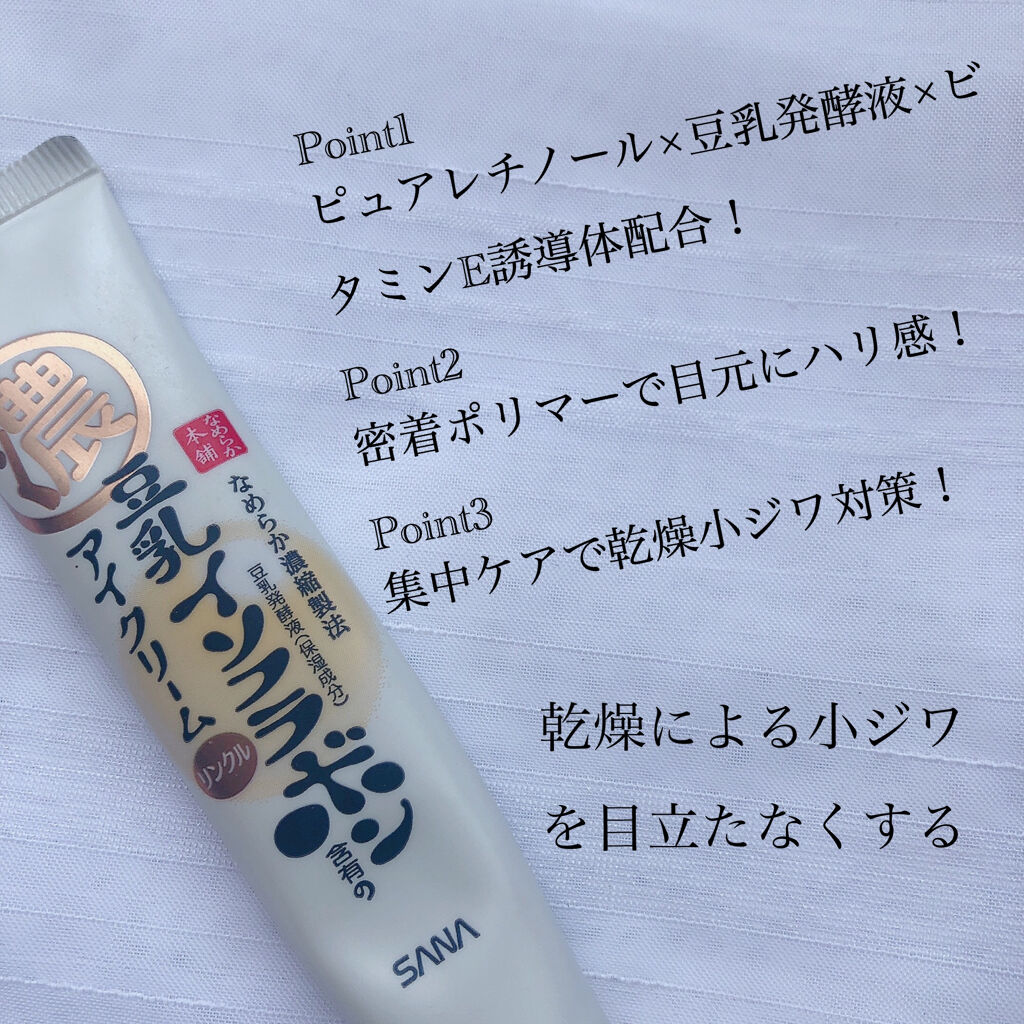 Point1
ピュアレチノール×豆乳発酵液×ビ
タミンE誘導体配合！
Point2
密着ポリマーで目元にハリ感！
Point3
集中ケアで乾燥小ジワ対策！
乾燥による小ジワ
を目立たなくする
濃
なめらか
本舗
なめらか濃縮製法
豆乳発酵液(保湿成分)
豆乳イソフラボン
含有の
アイクリーム
リンクル
SANA